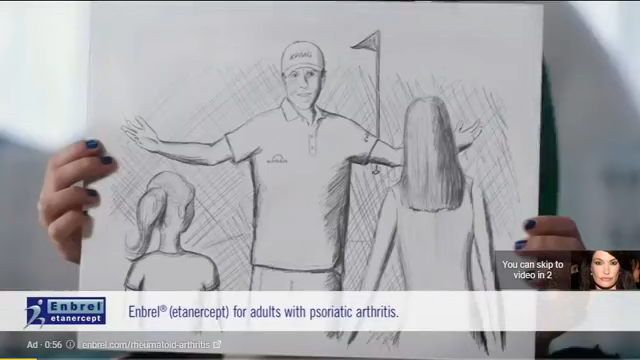 KPMG
You can skip to
video in 2
Enbrel®
etanercept
Enbrel® (etanercept) for adults with psoriatic arthritis.
Ad · 0:56
enbrel.com/rheumatoid-arthritis